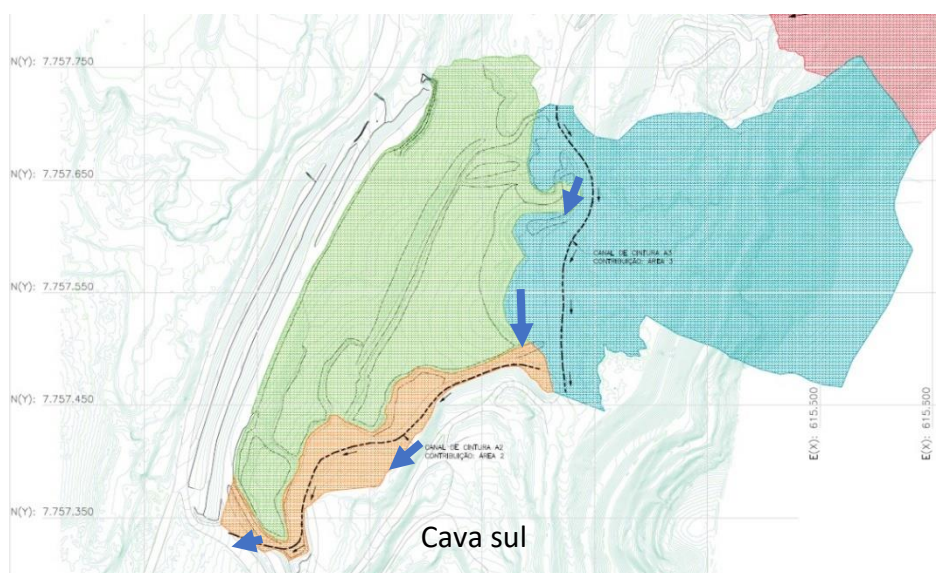 N(Y): 7.757.750
N(Y): 7.757.650
CANAL DE CINTURA A3
CONTRIBUIÇÃO: ÁREA 3
N(Y): 7.757.550
N(Y): 7.757.450
E(X): 615.500
E(X): 615.600
CANAL DE CINTURA A2
CONTRIBUIÇÃO: ÁREA 2
N(Y): 7.757.350
Cava sul